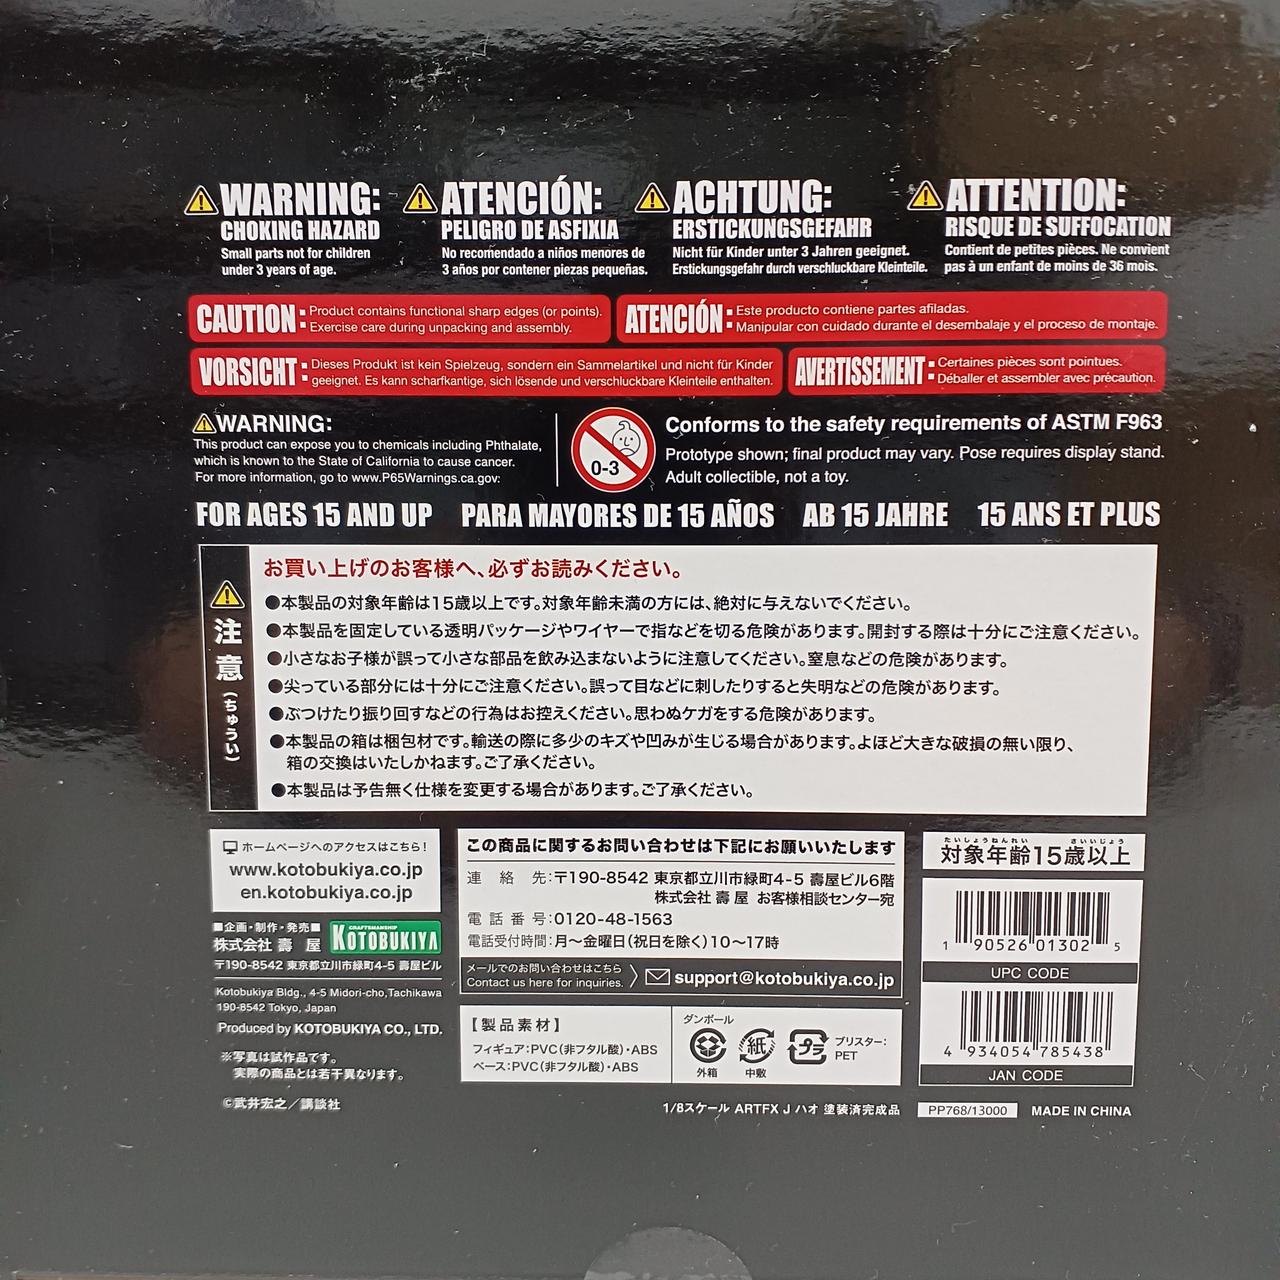 WARNING:
CHOKING HAZARD
Small parts not for children
under 3 years of age.
ATENCIÓN:
PELIGRO DE ASFIXIA
No recomendado a niños menores de
3 años por contener piezas pequeñas.
ACHTUNG:
ERSTICKUNGSGEFAHR
Nicht für Kinder unter 3 Jahren geeignet.
Erstickungsgefahr durch verschluckbare Kleinteile.
ATTENTION:
RISQUE DE SUFFOCATION
Contient de petites pièces. Ne convient
pas à un enfant de moins de 36 mois.
CAUTION: Product contains functional sharp edges (or points).
Exercise care during unpacking and assembly.
ATENCIÓN: Este producto contiene partes afiladas.
Manipular con cuidado durante el desembalaje y el proceso de montaje.
VORSICHT: Dieses Produkt ist kein Spielzeug, sondern ein Sammelartikel und nicht für Kinder
geeignet. Es kann scharfkantige, sich lösende und verschluckbare Kleinteile enthalten.
AVERTISSEMENT: Certaines pièces sont pointues.
Déballer et assembler avec précaution.
WARNING:
This product can expose you to chemicals including Phthalate,
which is known to the State of California to cause cancer.
For more information, go to www.P65Warnings.ca.gov.
0-3
Conforms to the safety requirements of ASTM F963
Prototype shown; final product may vary. Pose requires display stand.
Adult collectible, not a toy.
FOR AGES 15 AND UP PARA MAYORES DE 15 AÑOS AB 15 JAHRE 15 ANS ET PLUS
注意(ちゅうい)
お買い上げのお客様へ、必ずお読みください。
●本製品の対象年齢は15歳以上です。対象年齢未満の方には、絶対に与えないでください。
●本製品を固定している透明パッケージやワイヤーで指などを切る危険があります。開封する際は十分にご注意ください。
●小さなお子様が誤って小さな部品を飲み込まないように注意してください。窒息などの危険があります。
●尖っている部分には十分にご注意ください。誤って目などに刺したりすると失明などの危険があります。
●ぶつけたり振り回すなどの行為はお控えください。思わぬケガをする危険があります。
●本製品の箱は梱包材です。輸送の際に多少のキズや凹みが生じる場合があります。よほど大きな破損の無い限り、
箱の交換はいたしかねます。ご了承ください。
●本製品は予告無く仕様を変更する場合があります。ご了承ください。
ホームページへのアクセスはこちら!
www.kotobukiya.co.jp
en.kotobukiya.co.jp
■企画・制作・発売■
株式会社 壽 屋
CRAFTSMANSHIP
KOTOBUKIYA
〒190-8542 東京都立川市緑町4-5 壽屋ビル
Kotobukiya Bldg., 4-5 Midori-cho,Tachikawa
190-8542 Tokyo, Japan
Produced by KOTOBUKIYA CO., LTD.
※写真は試作品です。
実際の商品とは若干異なります。
©武井宏之/講談社
この商品に関するお問い合わせは下記にお願いいたします
連絡先:〒190-8542 東京都立川市緑町4-5 壽屋ビル6階
株式会社 壽 屋 お客様相談センター宛
電話番号:0120-48-1563
電話受付時間:月~金曜日(祝日を除く)10~17時
メールでのお問い合わせはこちら
Contact us here for inquiries.
support@kotobukiya.co.jp
【製品素材】
フィギュア:PVC(非フタル酸)・ABS
ベース:PVC(非フタル酸)・ABS
ダンボール
外箱
紙
中敷
プラ
ブリスター:
PET
1/8スケール ARTFX J ハオ 塗装済完成品
たいしょうねんれい さいいじょう
対象年齢15歳以上
1 90526 01302 5
UPC CODE
4 934054 785438
JAN CODE
PP768/13000
MADE IN CHINA